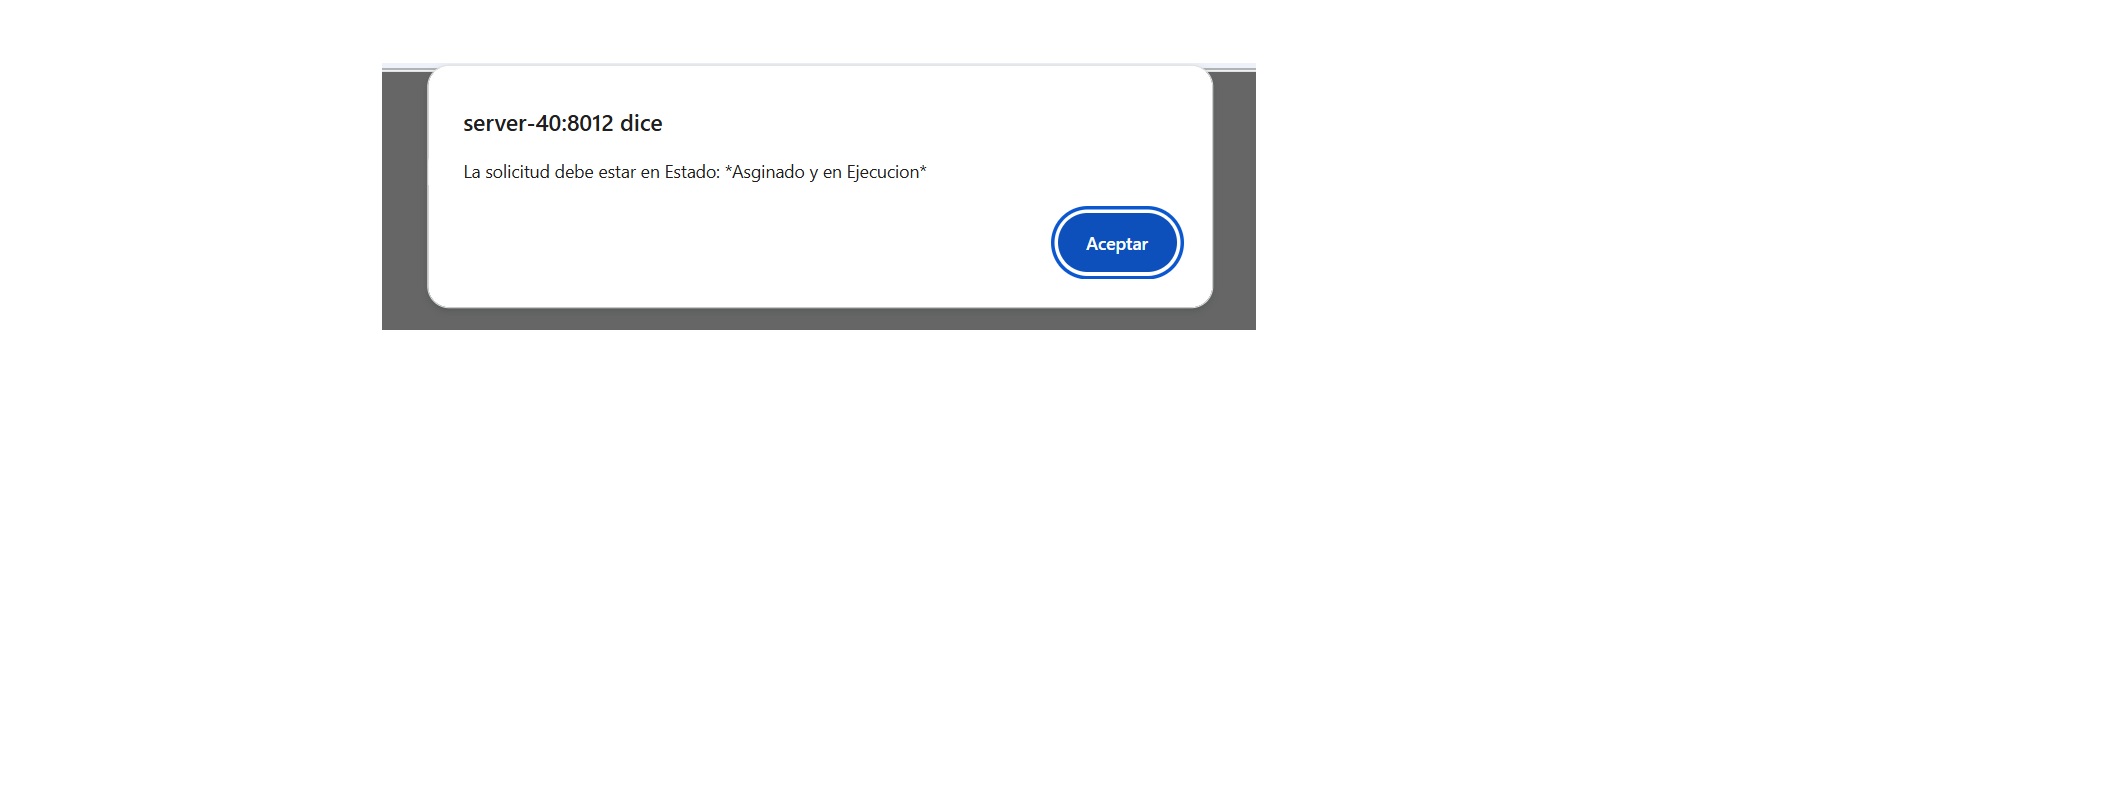 server-40:8012 dice
La solicitud debe estar en Estado: *Asginado y en Ejecucion*
Aceptar